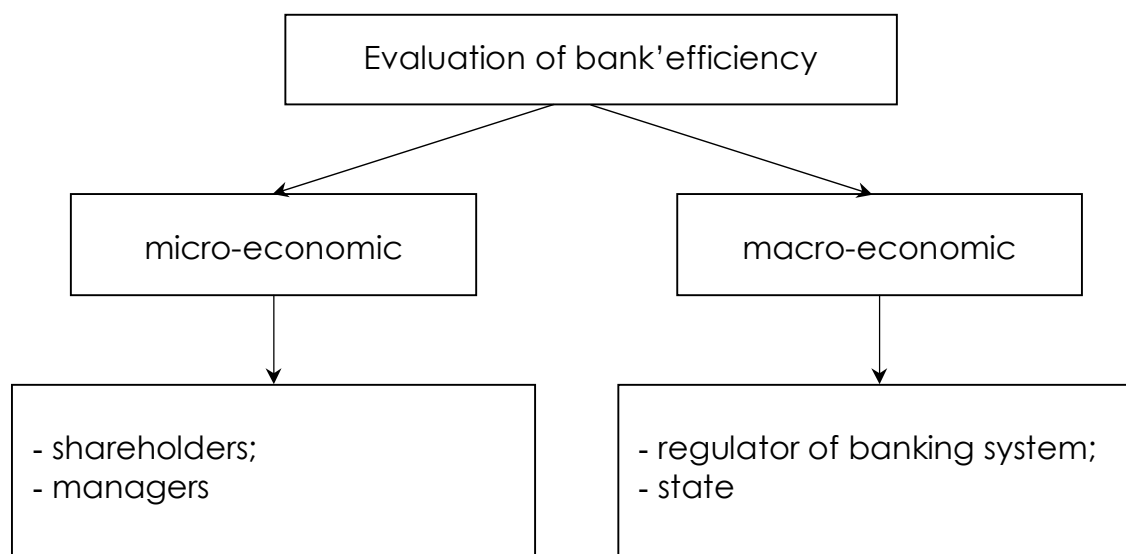 Evaluation of bank’efficiency
micro-economic
macro-economic
- shareholders;
- managers
- regulator of banking system;
- state